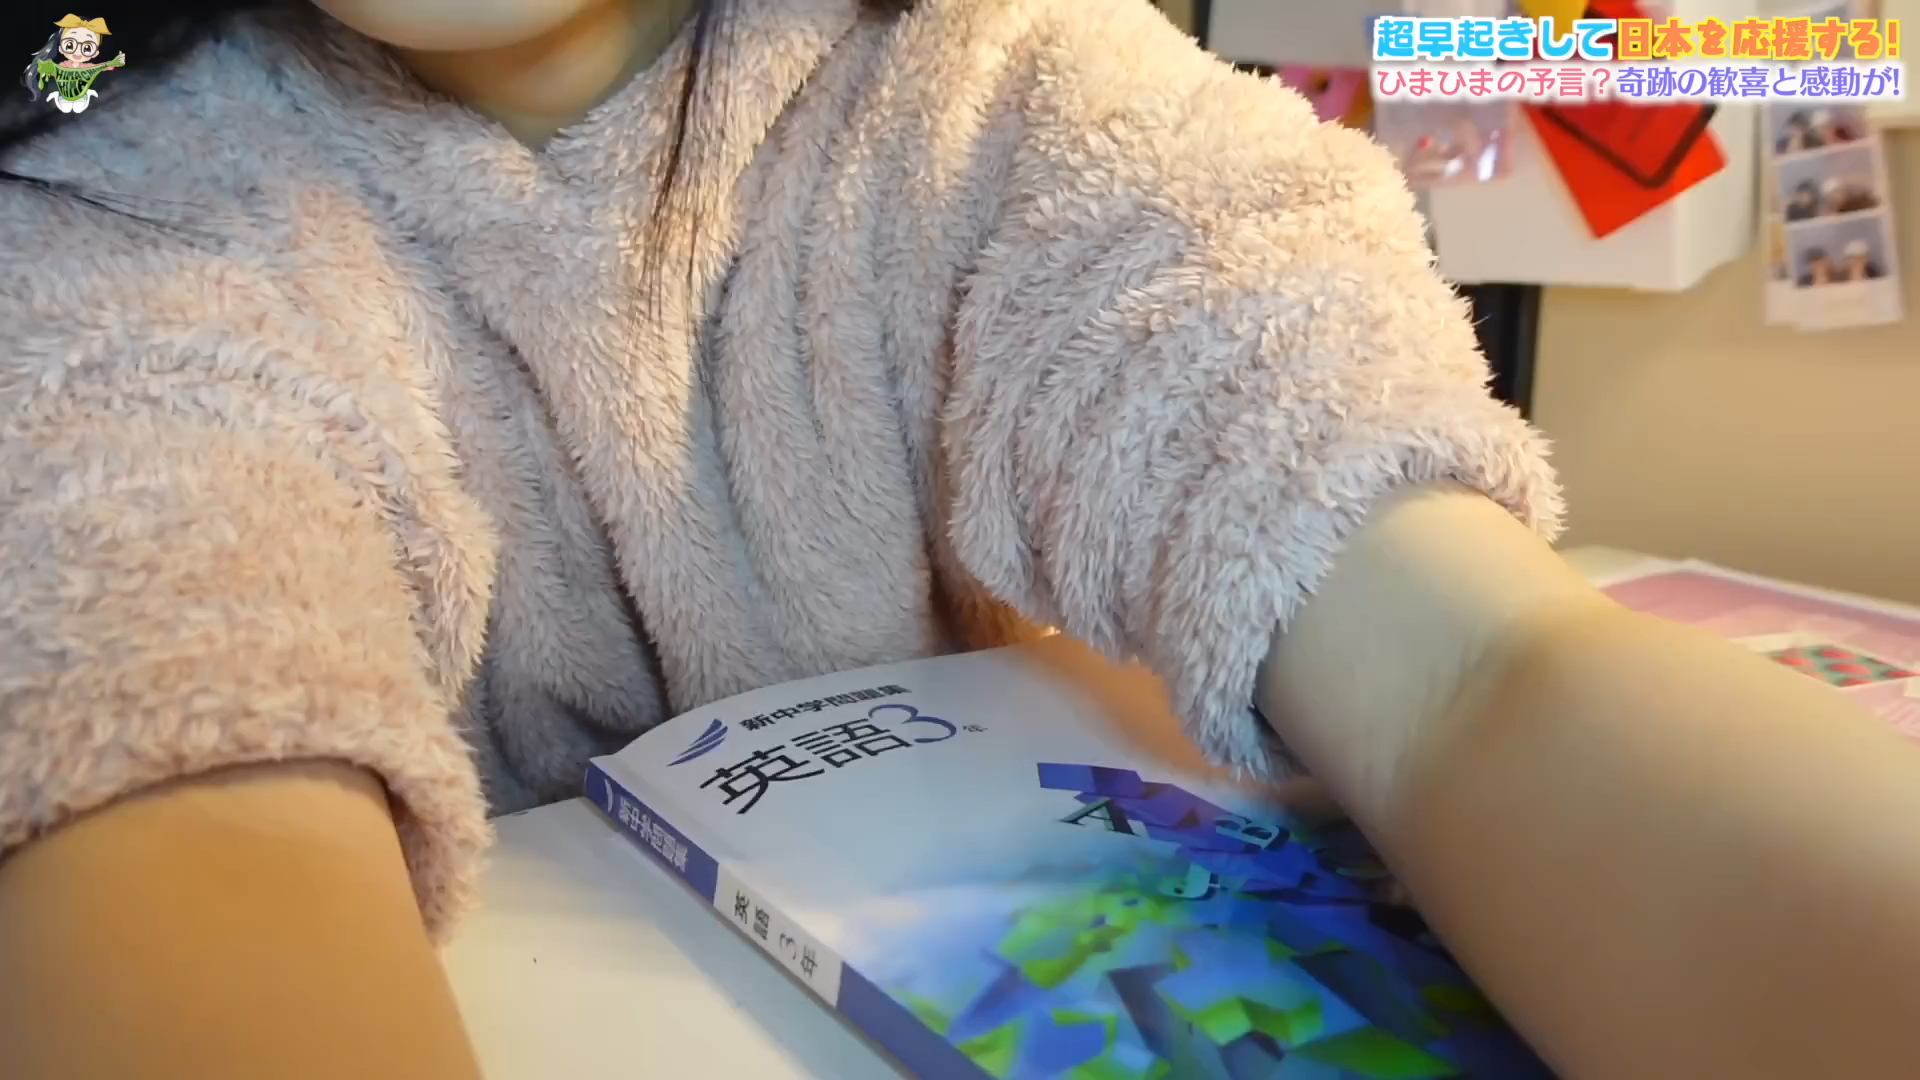 超早起きして日本を応援する!
ひまひまの予言?奇跡の歓喜と感動が!
新中学問題集
英語3年
新中学問題集
英語 3年
A
B